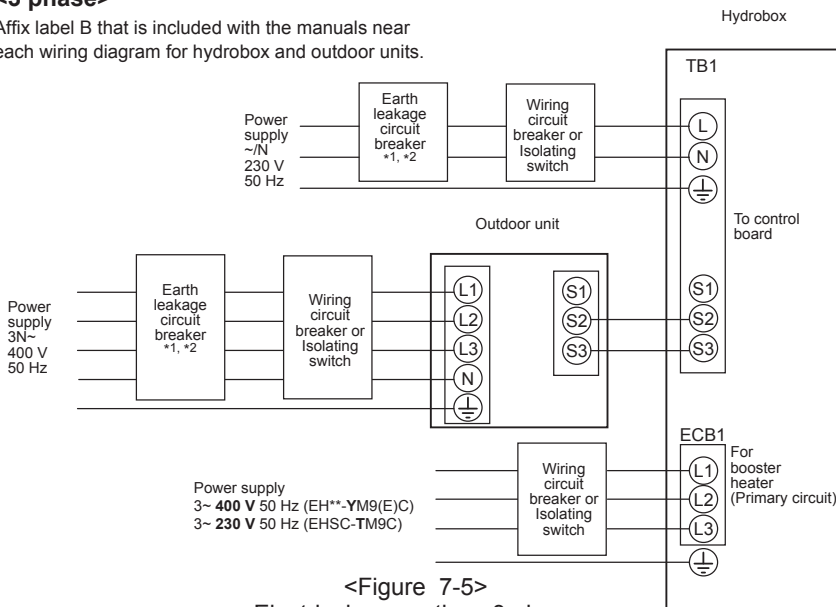 <3 phase>
Affix label B that is included with the manuals near
each wiring diagram for hydrobox and outdoor units.
Hydrobox
TB1
Power
supply
~/N
230 V
50 Hz
Earth
leakage
circuit
breaker
*1, *2
Wiring
circuit
breaker or
Isolating
switch
L
N
To control
board
S1
S2
S3
Outdoor unit
Power
supply
3N~
400 V
50 Hz
Earth
leakage
circuit
breaker
*1, *2
Wiring
circuit
breaker or
Isolating
switch
L1
L2
L3
N
S1
S2
S3
ECB1
Power supply
3~ 400 V 50 Hz (EH**-YM9(E)C)
3~ 230 V 50 Hz (EHSC-TM9C)
Wiring
circuit
breaker or
Isolating
switch
L1
L2
L3
For
booster
heater
(Primary circuit)
<Figure 7-5>